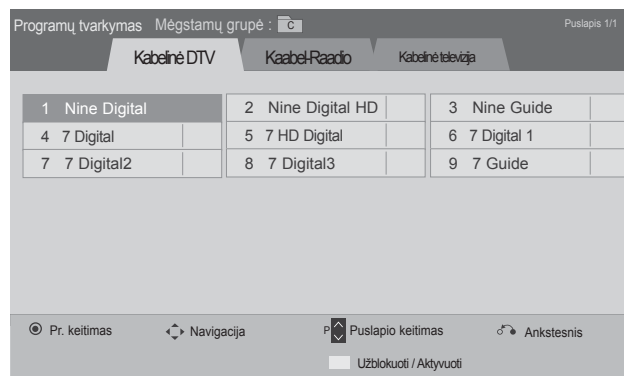 Programų tvarkymas Mėgstamų grupė : C Puslapis 1/1
Kabelinė DTV Kaabel-Raadio Kabelinė televizija
1 Nine Digital 2 Nine Digital HD 3 Nine Guide
4 7 Digital 5 7 HD Digital 6 7 Digital 1
7 7 Digital2 8 7 Digital3 9 7 Guide
Pr. keitimas Navigacija P Puslapio keitimas Ankstesnis
Užblokuoti / Aktyvuoti